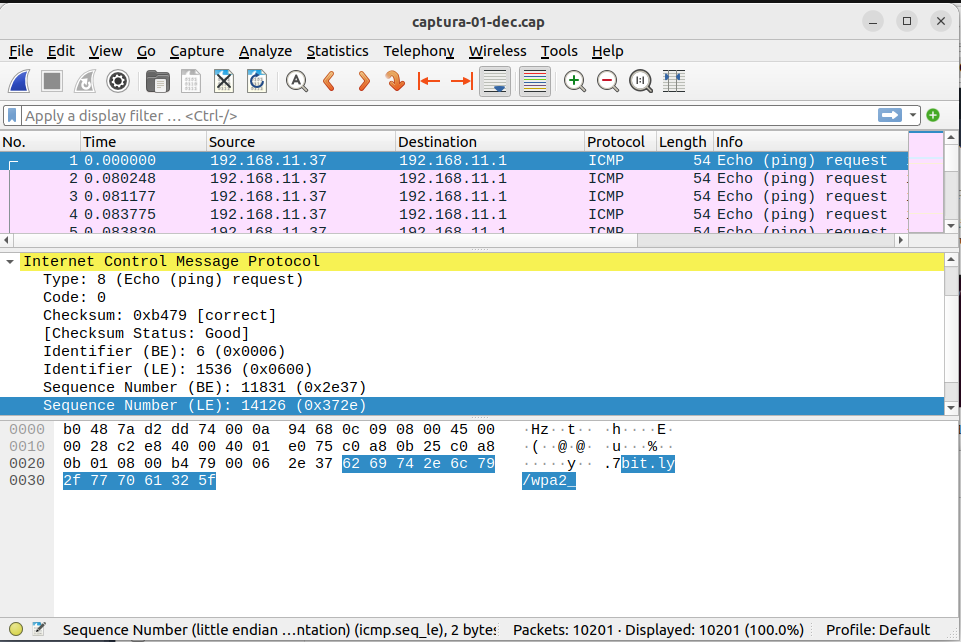 captura-01-dec.cap
File Edit View Go Capture Analyze Statistics Telephony Wireless Tools Help
Apply a display filter … <Ctrl-/>
No. Time Source Destination Protocol Length Info
1 0.000000 192.168.11.37 192.168.11.1 ICMP 54 Echo (ping) request
2 0.080248 192.168.11.37 192.168.11.1 ICMP 54 Echo (ping) request
3 0.081177 192.168.11.37 192.168.11.1 ICMP 54 Echo (ping) request
4 0.083775 192.168.11.37 192.168.11.1 ICMP 54 Echo (ping) request
5 0.083830 192.168.11.37 192.168.11.1 ICMP 54 Echo (ping) request
Internet Control Message Protocol
Type: 8 (Echo (ping) request)
Code: 0
Checksum: 0xb479 [correct]
[Checksum Status: Good]
Identifier (BE): 6 (0x0006)
Identifier (LE): 1536 (0x0600)
Sequence Number (BE): 11831 (0x2e37)
Sequence Number (LE): 14126 (0x372e)
0000 b0 48 7a d2 dd 74 00 0a 94 68 0c 09 08 00 45 00 ·Hz··t·· ·h····E·
0010 00 28 c2 e8 40 00 40 01 e0 75 c0 a8 0b 25 c0 a8 ·(··@·@· ·u···%··
0020 0b 01 08 00 b4 79 00 06 2e 37 62 69 74 2e 6c 79 ·····y·· .7bit.ly
0030 2f 77 70 61 32 5f /wpa2_
Sequence Number (little endian …ntation) (icmp.seq_le), 2 bytes Packets: 10201 · Displayed: 10201 (100.0%) Profile: Default